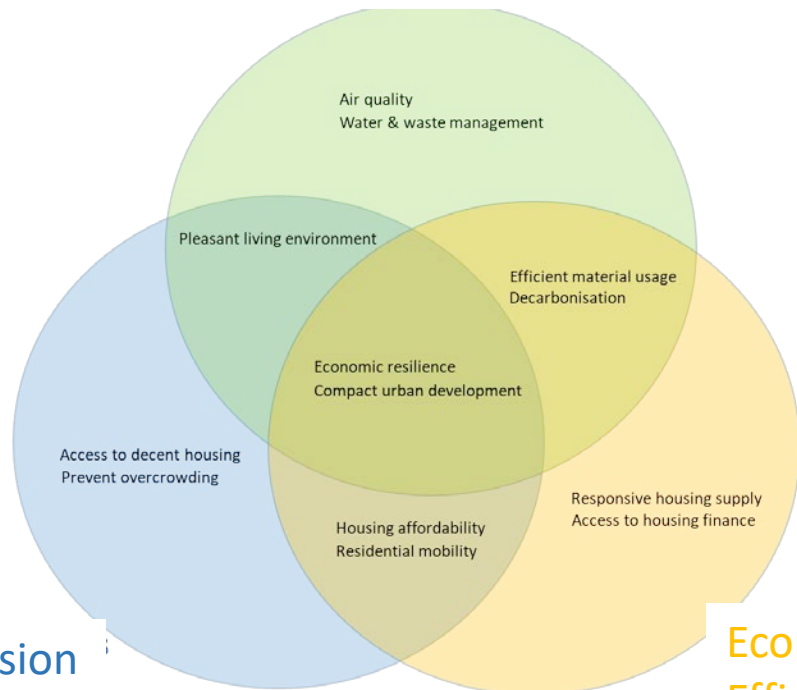 Air quality
Water & waste management
Pleasant living environment
Efficient material usage
Decarbonisation
Economic resilience
Compact urban development
Access to decent housing
Prevent overcrowding
Responsive housing supply
Access to housing finance
Housing affordability
Residential mobility
sion
Eco
Effi